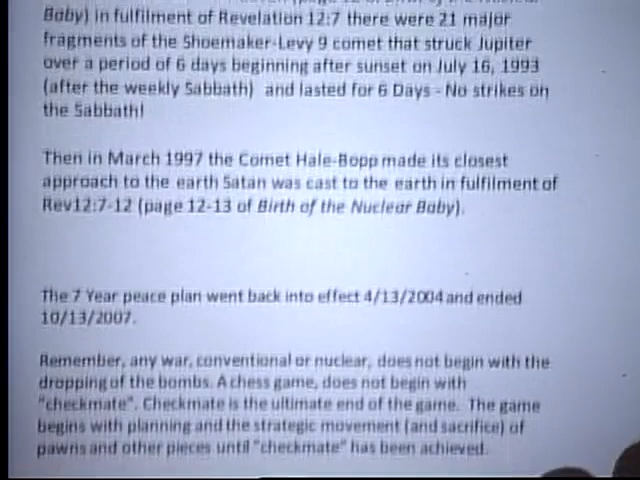 Baby) in fulfilment of Revelation 12:7 there were 21 major
fragments of the Shoemaker-Levy 9 comet that struck Jupiter
over a period of 6 days beginning after sunset on July 16, 1993
(after the weekly Sabbath) and lasted for 6 Days - No strikes on
the Sabbath!
Then in March 1997 the Comet Hale-Bopp made its closest
approach to the earth Satan was cast to the earth in fulfilment of
Rev12:7-12 (page 12-13 of Birth of the Nuclear Baby).
The 7 Year peace plan went back into effect 4/13/2004 and ended
10/13/2007.
Remember, any war, conventional or nuclear, does not begin with the
dropping of the bombs. A chess game, does not begin with
"checkmate". Checkmate is the ultimate end of the game. The game
begins with planning and the strategic movement (and sacrifice) of
pawns and other pieces until "checkmate" has been achieved.